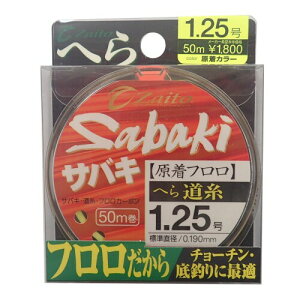 へら
1.25号
50m ¥1,800
color 原着カラー
Zaito
Sabaki
サバキ
【原着フロロ】
へら 道糸
サバキ・道糸・フロロカーボン
50m巻
1.25号
標準直径/0.190mm
フロロだから
チョーチン・
底釣りに最適